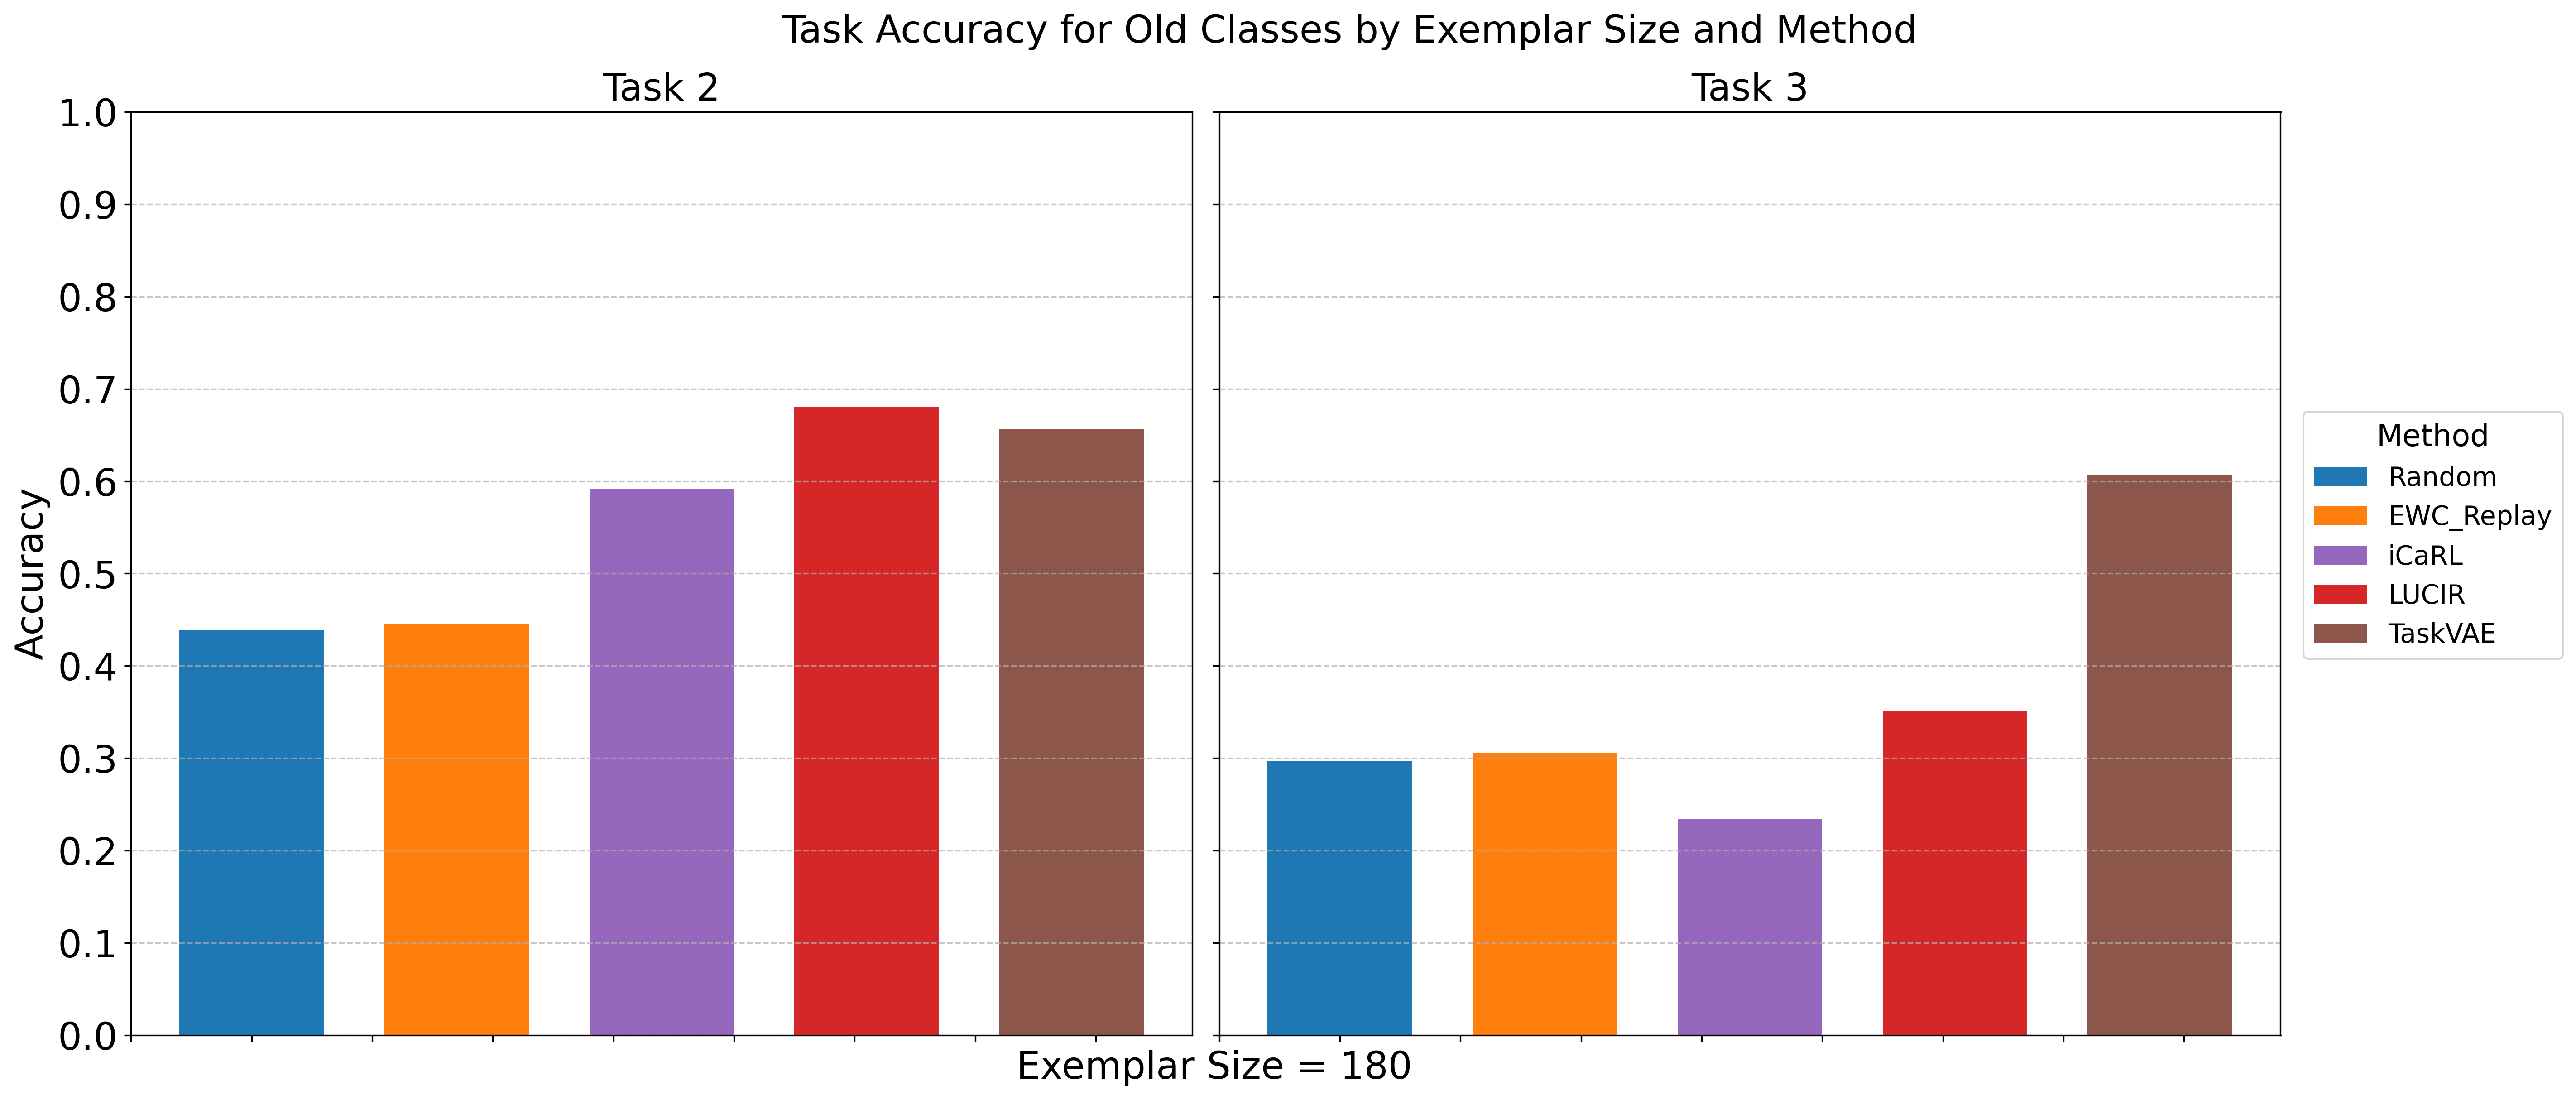 Task Accuracy for Old Classes by Exemplar Size and Method
Task 2
Task 3
1.0
0.9
0.8
0.7
0.6
0.5
0.4
0.3
0.2
0.1
0.0
Accuracy
Exemplar Size = 180
Method
Random
EWC_Replay
iCaRL
LUCIR
TaskVAE